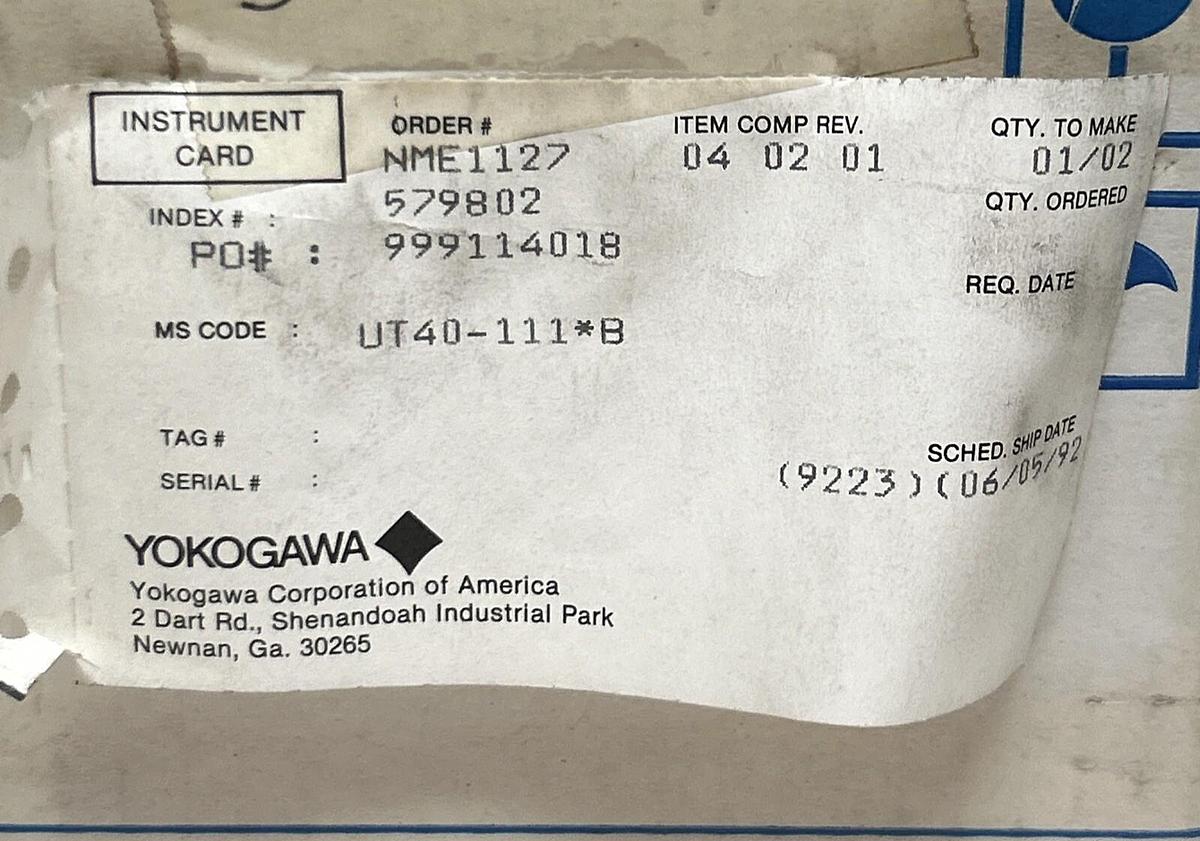 INSTRUMENT CARD
ORDER # ITEM COMP REV. QTY. TO MAKE
NME1127 04 02 01 01/02
INDEX # : 579802 QTY. ORDERED
PO# : 999114018
REQ. DATE
MS CODE : UT40-111*B
TAG # :
SCHED. SHIP DATE
SERIAL # : (9223)(06/05/92
YOKOGAWA
Yokogawa Corporation of America
2 Dart Rd., Shenandoah Industrial Park
Newnan, Ga. 30265